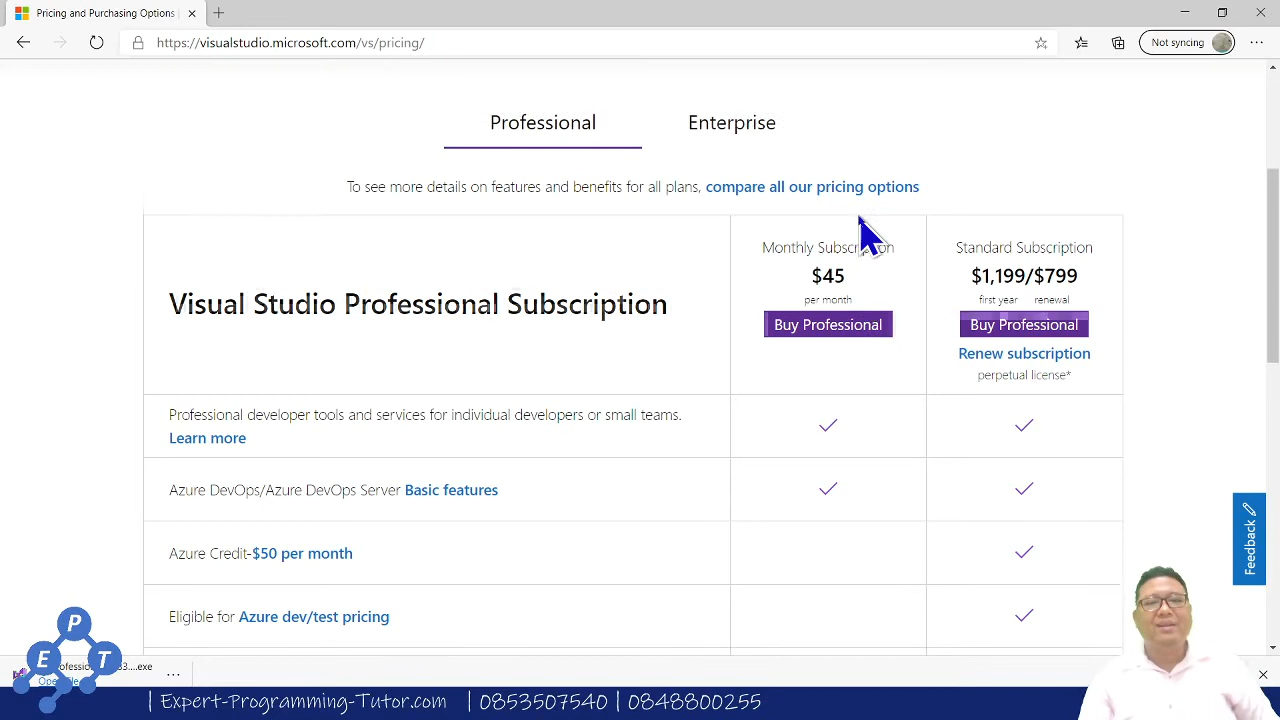 Pricing and Purchasing Options
https://visualstudio.microsoft.com/vs/pricing/
Not syncing
Professional
Enterprise
To see more details on features and benefits for all plans, compare all our pricing options
Monthly Subscription
Standard Subscription
$45
$1,199/$799
per month
first year renewal
Visual Studio Professional Subscription
Buy Professional
Buy Professional
Renew subscription
perpetual license*
Professional developer tools and services for individual developers or small teams.
Learn more
Azure DevOps/Azure DevOps Server Basic features
Azure Credit-$50 per month
Eligible for Azure dev/test pricing
Feedback
P
E T
| Expert-Programming-Tutor.com | 0853507540 | 0848800255